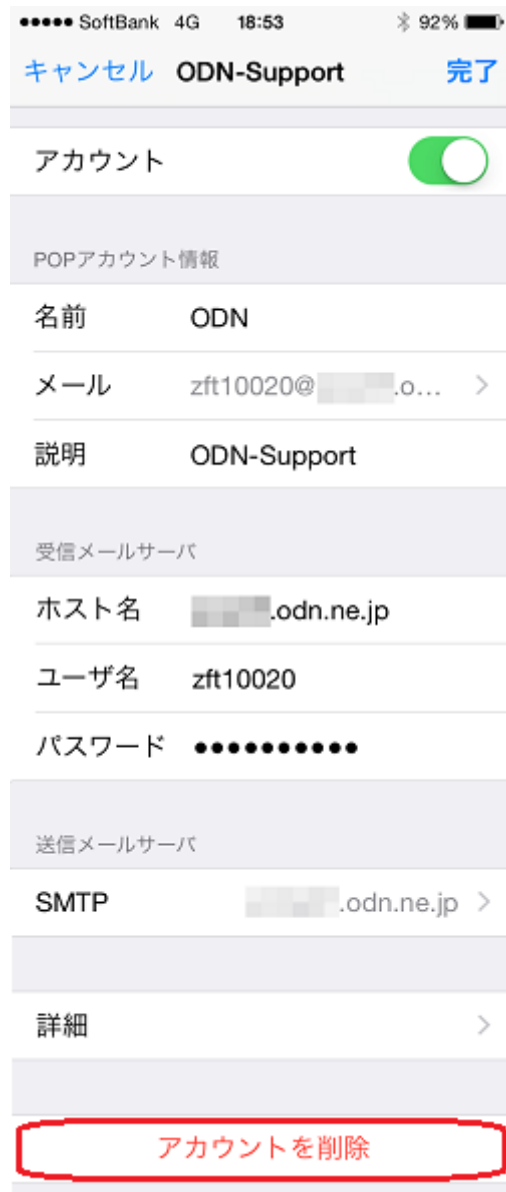 SoftBank 4G 18:53 92%
キャンセル ODN-Support 完了
アカウント
POPアカウント情報
名前 ODN
メール zft10020@ .o...
説明 ODN-Support
受信メールサーバ
ホスト名 .odn.ne.jp
ユーザ名 zft10020
パスワード ●●●●●●●●●●
送信メールサーバ
SMTP .odn.ne.jp
詳細
アカウントを削除